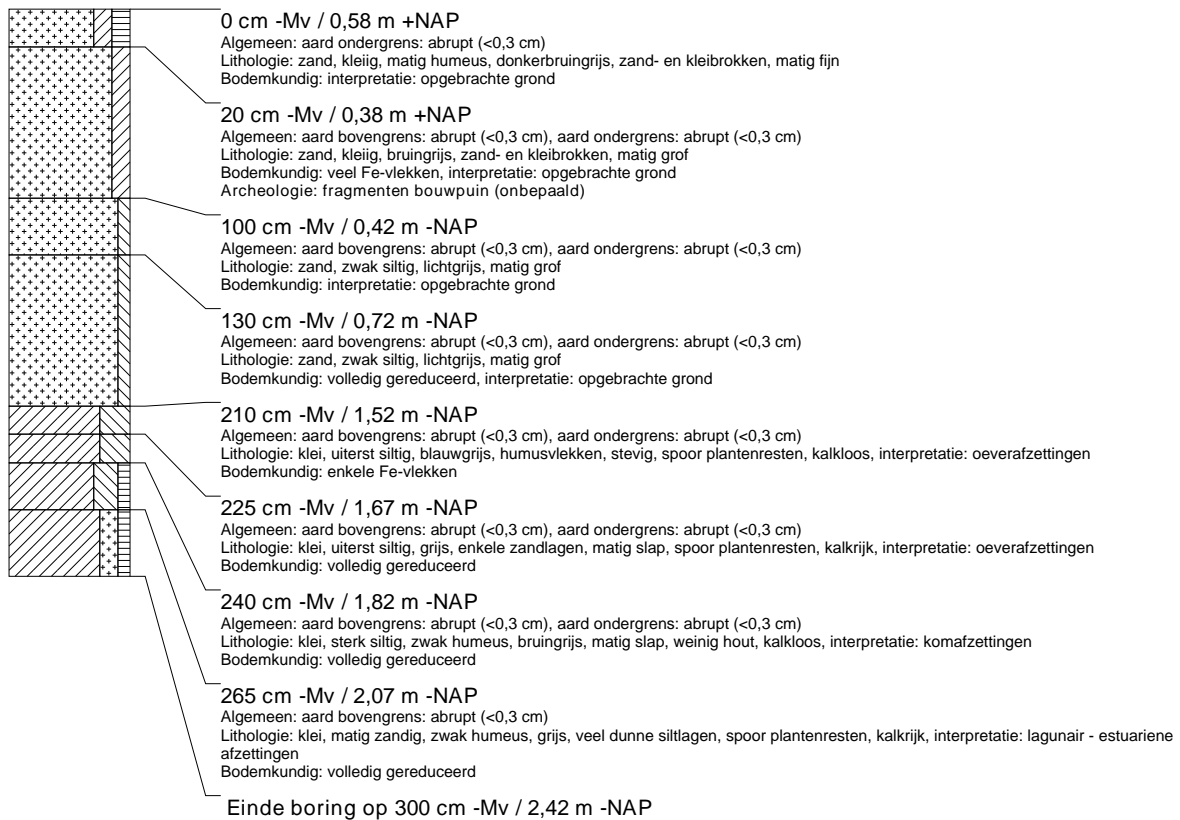 0 cm -Mv / 0,58 m +NAP
Algemeen: aard ondergrens: abrupt (<0,3 cm)
Lithologie: zand, kleiig, matig humeus, donkerbruingrijs, zand- en kleibrokken, matig fijn
Bodemkundig: interpretatie: opgebrachte grond
20 cm -Mv / 0,38 m +NAP
Algemeen: aard bovengrens: abrupt (<0,3 cm), aard ondergrens: abrupt (<0,3 cm)
Lithologie: zand, kleiig, bruingrijs, zand- en kleibrokken, matig grof
Bodemkundig: veel Fe-vlekken, interpretatie: opgebrachte grond
Archeologie: fragmenten bouwpuin (onbepaald)
100 cm -Mv / 0,42 m -NAP
Algemeen: aard bovengrens: abrupt (<0,3 cm), aard ondergrens: abrupt (<0,3 cm)
Lithologie: zand, zwak siltig, lichtgrijs, matig grof
Bodemkundig: interpretatie: opgebrachte grond
130 cm -Mv / 0,72 m -NAP
Algemeen: aard bovengrens: abrupt (<0,3 cm), aard ondergrens: abrupt (<0,3 cm)
Lithologie: zand, zwak siltig, lichtgrijs, matig grof
Bodemkundig: volledig gereduceerd, interpretatie: opgebrachte grond
210 cm -Mv / 1,52 m -NAP
Algemeen: aard bovengrens: abrupt (<0,3 cm), aard ondergrens: abrupt (<0,3 cm)
Lithologie: klei, uiterst siltig, blauwgrijs, humusvlekken, stevig, spoor plantenresten, kalkloos, interpretatie: oeverafzettingen
Bodemkundig: enkele Fe-vlekken
225 cm -Mv / 1,67 m -NAP
Algemeen: aard bovengrens: abrupt (<0,3 cm), aard ondergrens: abrupt (<0,3 cm)
Lithologie: klei, uiterst siltig, grijs, enkele zandlagen, matig slap, spoor plantenresten, kalkrijk, interpretatie: oeverafzettingen
Bodemkundig: volledig gereduceerd
240 cm -Mv / 1,82 m -NAP
Algemeen: aard bovengrens: abrupt (<0,3 cm), aard ondergrens: abrupt (<0,3 cm)
Lithologie: klei, sterk siltig, zwak humeus, bruingrijs, matig slap, weinig hout, kalkloos, interpretatie: komafzettingen
Bodemkundig: volledig gereduceerd
265 cm -Mv / 2,07 m -NAP
Algemeen: aard bovengrens: abrupt (<0,3 cm)
Lithologie: klei, matig zandig, zwak humeus, grijs, veel dunne siltlagen, spoor plantenresten, kalkrijk, interpretatie: lagunair - estuariene
afzettingen
Bodemkundig: volledig gereduceerd
Einde boring op 300 cm -Mv / 2,42 m -NAP